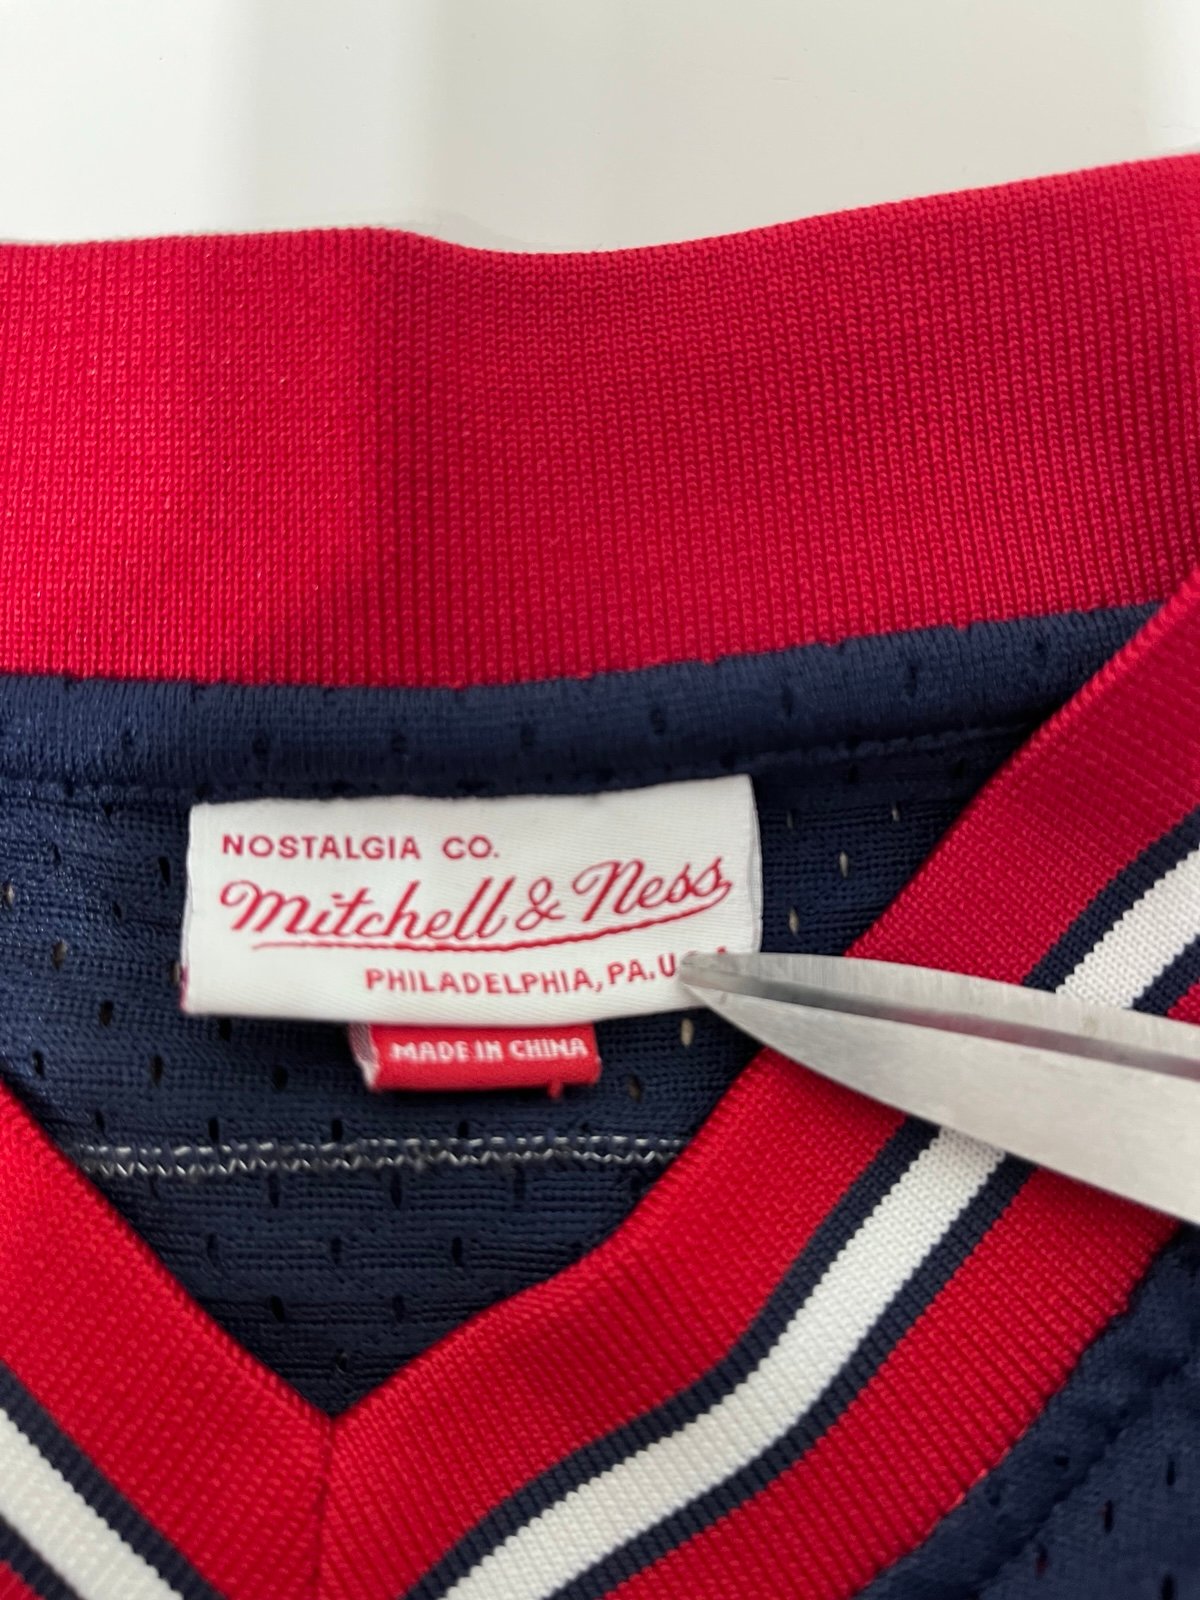 NOSTALGIA CO.
Mitchell & Ness
PHILADELPHIA, PA. U
MADE IN CHINA